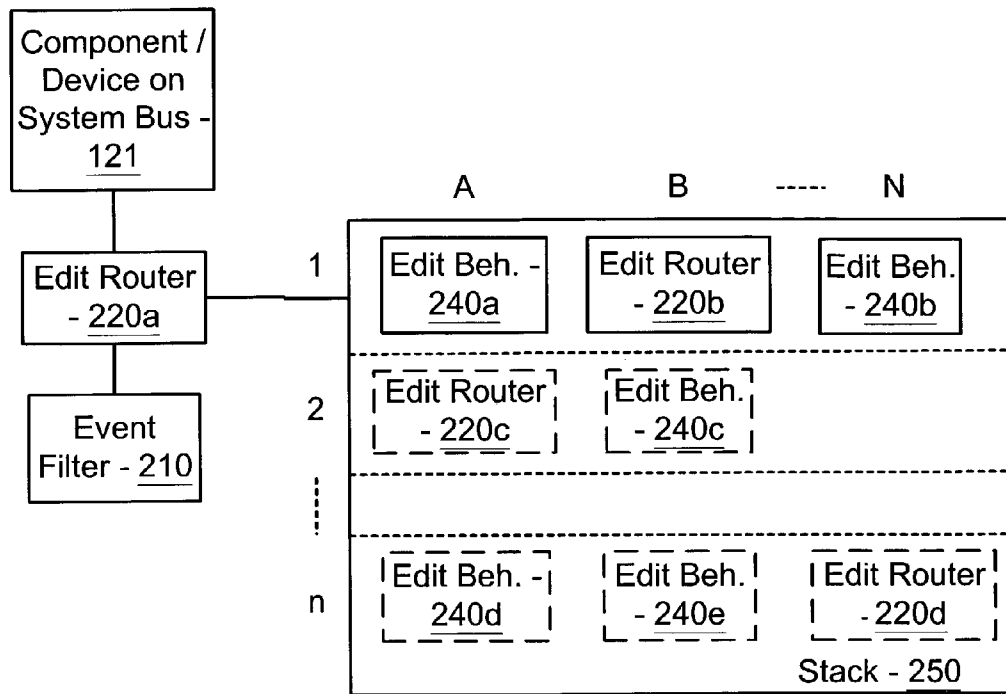 Component /
Device on
System Bus -
121
A B ----- N
Edit Router
- 220a
1
Edit Beh. -
240a
Edit Router
- 220b
Edit Beh.
- 240b
Event
Filter - 210
2
Edit Router
- 220c
Edit Beh.
- 240c
n
Edit Beh. -
240d
Edit Beh.
- 240e
Edit Router
- 220d
Stack - 250